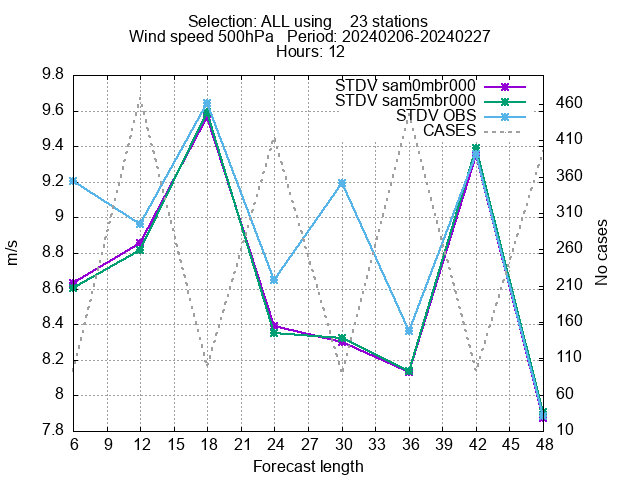 Selection: ALL using 23 stations
Wind speed 500hPa Period: 20240206-20240227
Hours: 12
STDV sam0mbr000
STDV sam5mbr000
STDV OBS
CASES
9.8
9.6
9.4
9.2
9
8.8
8.6
8.4
8.2
8
7.8
m/s
460
410
360
310
260
210
160
110
60
10
No cases
6 9 12 15 18 21 24 27 30 33 36 39 42 45 48
Forecast length